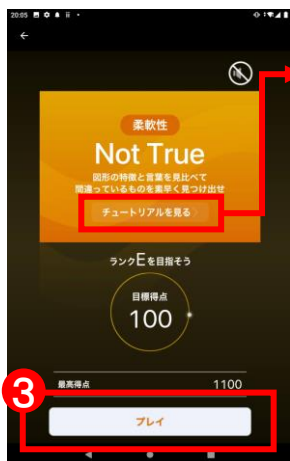 20:05
柔軟性
Not True
図形の特徴と言葉を見比べて
間違っているものを素早く見つけ出せ
チュートリアルを見る
ランクEを目指そう
目標得点
100
最高得点 1100
3
プレイ